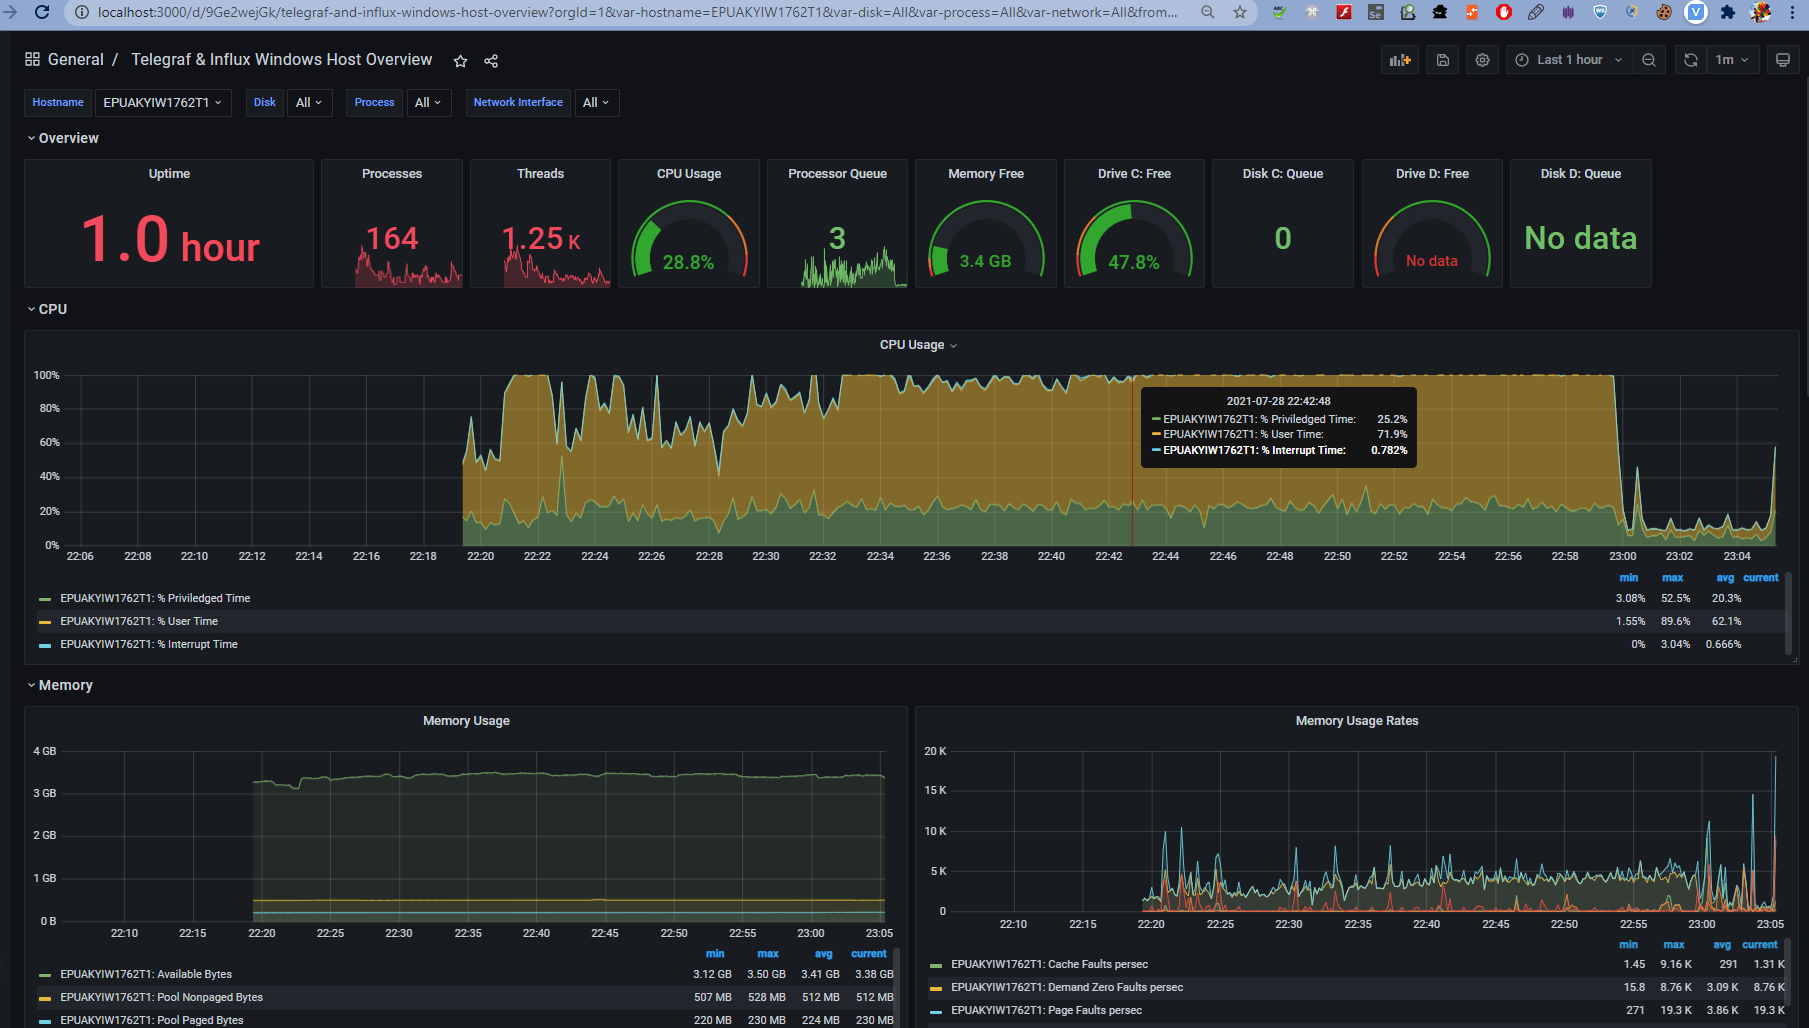 localhost:3000/d/9Ge2wejGk/telegraf-and-influx-windows-host-overview?orgId=1&var-hostname=EPUAKYIW1762T1&var-disk=All&var-process=All&var-network=All&from...
General / Telegraf & Influx Windows Host Overview
Last 1 hour
1m
Hostname EPUAKYIW1762T1 Disk All Process All Network Interface All
Overview
Uptime Processes Threads CPU Usage Processor Queue Memory Free Drive C: Free Disk C: Queue Drive D: Free Disk D: Queue
1.0 hour 164 1.25 K 28.8% 3 3.4 GB 47.8% 0 No data No data
CPU
CPU Usage
100%
80%
60%
40%
20%
0%
2021-07-28 22:42:48
EPUAKYIW1762T1: % Priviledged Time: 25.2%
EPUAKYIW1762T1: % User Time: 71.9%
EPUAKYIW1762T1: % Interrupt Time: 0.782%
22:06 22:08 22:10 22:12 22:14 22:16 22:18 22:20 22:22 22:24 22:26 22:28 22:30 22:32 22:34 22:36 22:38 22:40 22:42 22:44 22:46 22:48 22:50 22:52 22:54 22:56 22:58 23:00 23:02 23:04
min max avg current
EPUAKYIW1762T1: % Priviledged Time 3.08% 52.5% 20.3%
EPUAKYIW1762T1: % User Time 1.55% 89.6% 62.1%
EPUAKYIW1762T1: % Interrupt Time 0% 3.04% 0.666%
Memory
Memory Usage
4 GB
3 GB
2 GB
1 GB
0 B
22:10 22:15 22:20 22:25 22:30 22:35 22:40 22:45 22:50 22:55 23:00 23:05
min max avg current
EPUAKYIW1762T1: Available Bytes 3.12 GB 3.50 GB 3.41 GB 3.38 GB
EPUAKYIW1762T1: Pool Nonpaged Bytes 507 MB 528 MB 512 MB 512 MB
EPUAKYIW1762T1: Pool Paged Bytes 220 MB 230 MB 224 MB 230 MB
Memory Usage Rates
20 K
15 K
10 K
5 K
0
22:10 22:15 22:20 22:25 22:30 22:35 22:40 22:45 22:50 22:55 23:00 23:05
min max avg current
EPUAKYIW1762T1: Cache Faults persec 1.45 9.16 K 291 1.31 K
EPUAKYIW1762T1: Demand Zero Faults persec 15.8 8.76 K 3.09 K 8.76 K
EPUAKYIW1762T1: Page Faults persec 271 19.3 K 3.86 K 19.3 K